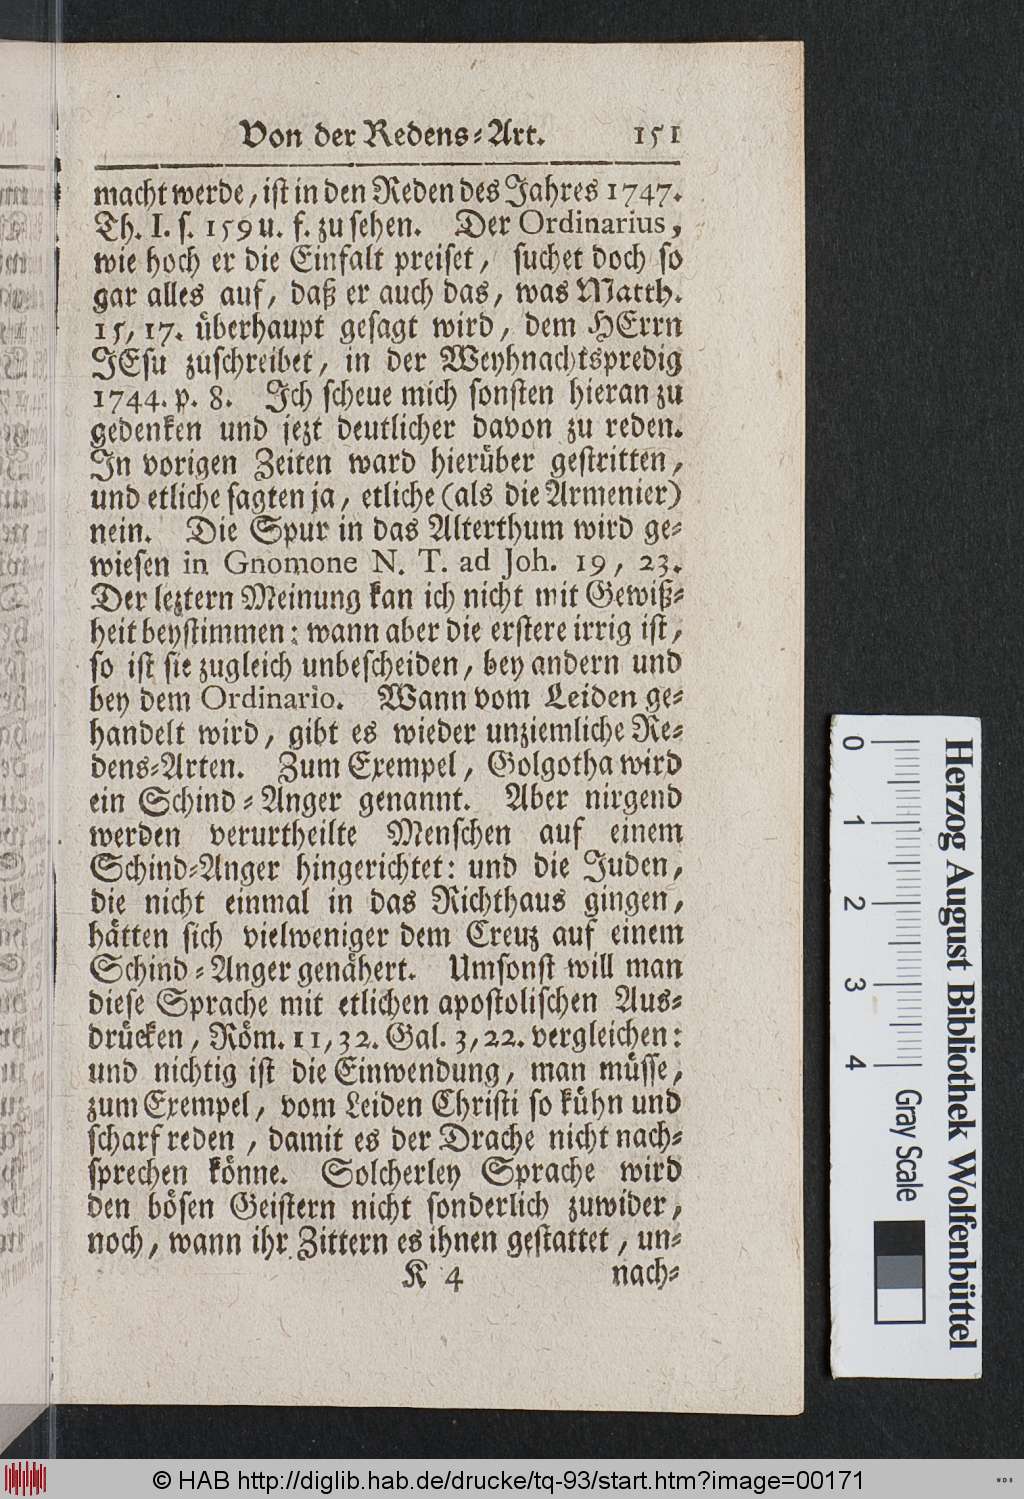 Von der Redens-Art. 151
macht werde, ist in den Reden des Jahres 1747.
Th. I. s. 159 u. f. zu sehen. Der Ordinarius,
wie hoch er die Einfalt preiset, suchet doch so
gar alles auf, daß er auch das, was Matth.
15, 17. überhaupt gesagt wird, dem HErrn
JEsu zuschreibet, in der Weyhnachtspredig
1744. p. 8. Ich scheue mich sonsten hieran zu
gedenken und jezt deutlicher davon zu reden.
In vorigen Zeiten ward hierüber gestritten,
und etliche sagten ja, etliche (als die Armenier)
nein. Die Spur in das Alterthum wird ge-
wiesen in Gnomone N. T. ad Joh. 19, 23.
Der leztern Meinung kan ich nicht mit Gewiß-
heit beystimmen: wann aber die erstere irrig ist,
so ist sie zugleich unbescheiden, bey andern und
bey dem Ordinario. Wann vom Leiden ge-
handelt wird, gibt es wieder unziemliche Re-
dens-Arten. Zum Exempel, Golgotha wird
ein Schind-Anger genannt. Aber nirgend
werden verurtheilte Menschen auf einem
Schind-Anger hingerichtet: und die Juden,
die nicht einmal in das Richthaus gingen,
hätten sich vielweniger dem Creuz auf einem
Schind-Anger genähert. Umsonst will man
diese Sprache mit etlichen apostolischen Aus-
drücken, Röm. 11, 32. Gal. 3, 22. vergleichen:
und nichtig ist die Einwendung, man müsse,
zum Exempel, vom Leiden Christi so kühn und
scharf reden, damit es der Drache nicht nach-
sprechen könne. Solcherley Sprache wird
den bösen Geistern nicht sonderlich zuwider,
noch, wann ihr Zittern es ihnen gestattet, un-
K 4 nach-
0 1 2 3 4
Gray Scale
Herzog August Bibliothek Wolfenbüttel
© HAB http://diglib.hab.de/drucke/tq-93/start.htm?image=00171